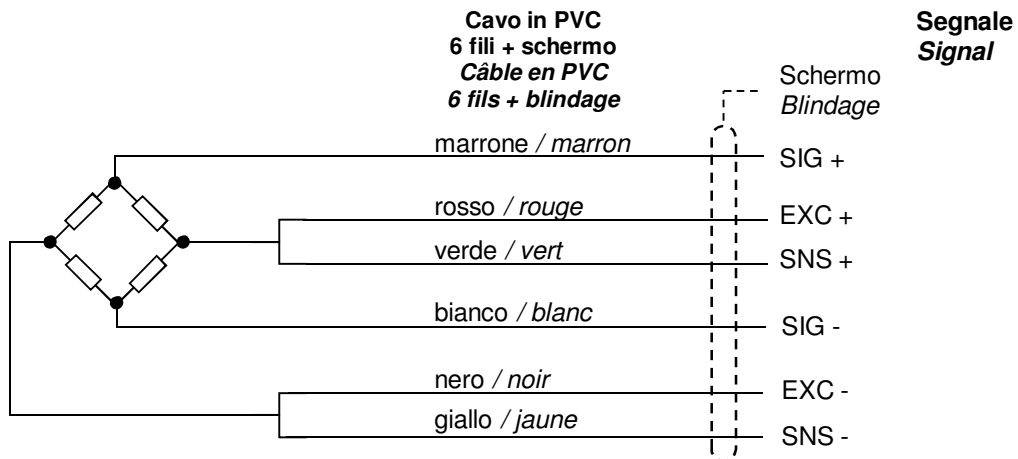 Cavo in PVC
6 fili + schermo
Câble en PVC
6 fils + blindage
Segnale
Signal
Schermo
Blindage
marrone / marron
SIG +
rosso / rouge
EXC +
verde / vert
SNS +
bianco / blanc
SIG -
nero / noir
EXC -
giallo / jaune
SNS -